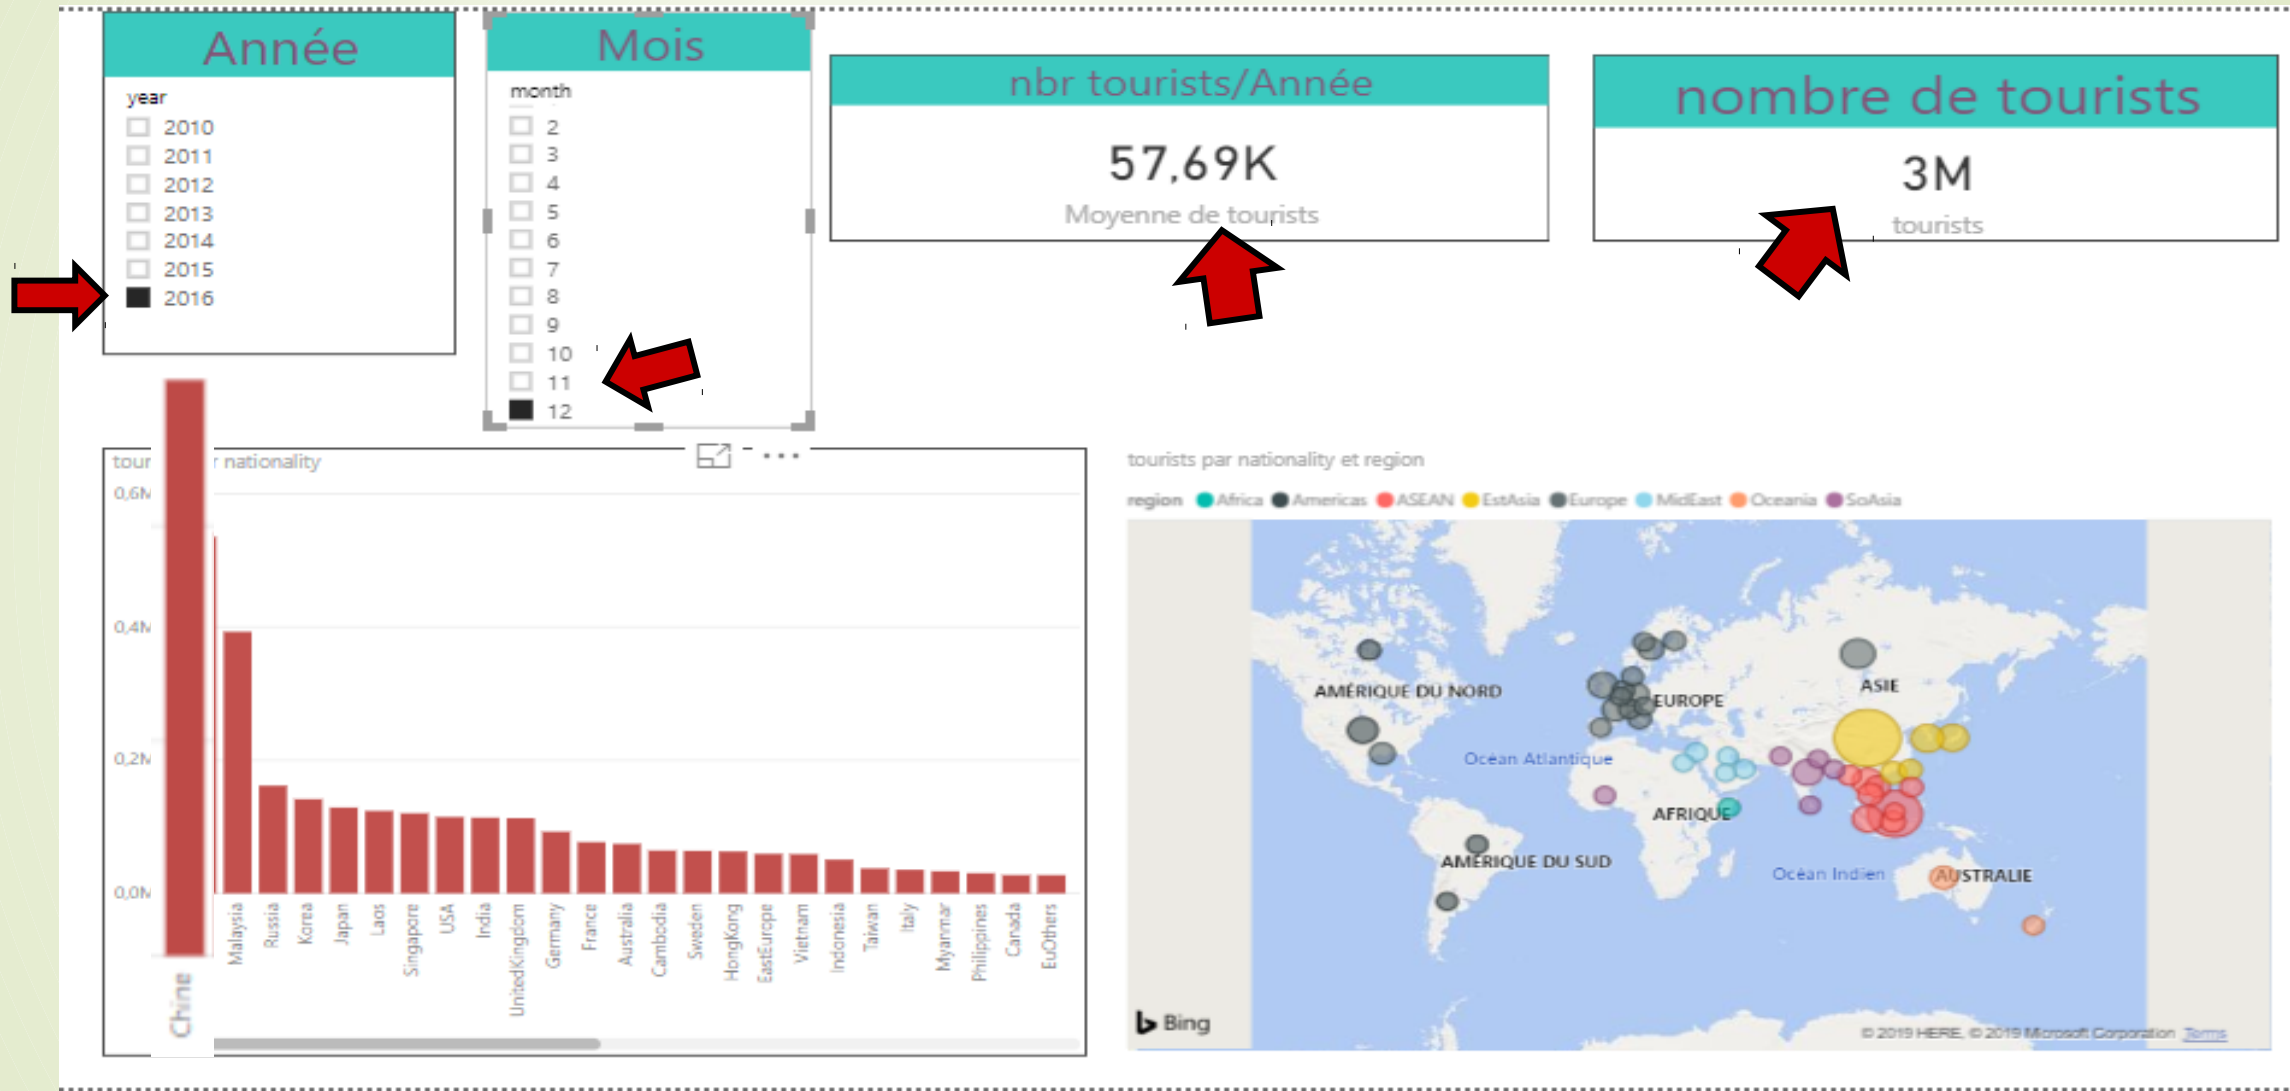 Année
year
2010
2011
2012
2013
2014
2015
2016
Mois
month
2
3
4
5
6
7
8
9
10
11
12
nbr tourists/Année
57,69K
Moyenne de tourists
nombre de tourists
3M
tourists
tour r nationality
0,6M
0,4M
0,2M
0,0M
Chine
Malaysia
Russia
Korea
Japan
Laos
Singapore
USA
India
UnitedKingdom
Germany
France
Australia
Cambodia
Sweden
HongKong
EastEurope
Vietnam
Indonesia
Taiwan
Italy
Myanmar
Philippines
Canada
EuOthers
tourists par nationality et region
region Africa Americas ASEAN EstAsia Europe MidEast Oceania SoAsia
AMÉRIQUE DU NORD
EUROPE
ASIE
Océan Atlantique
AFRIQUE
AMÉRIQUE DU SUD
Océan Indien
AUSTRALIE
Bing
© 2019 HERE, © 2019 Microsoft Corporation Terms